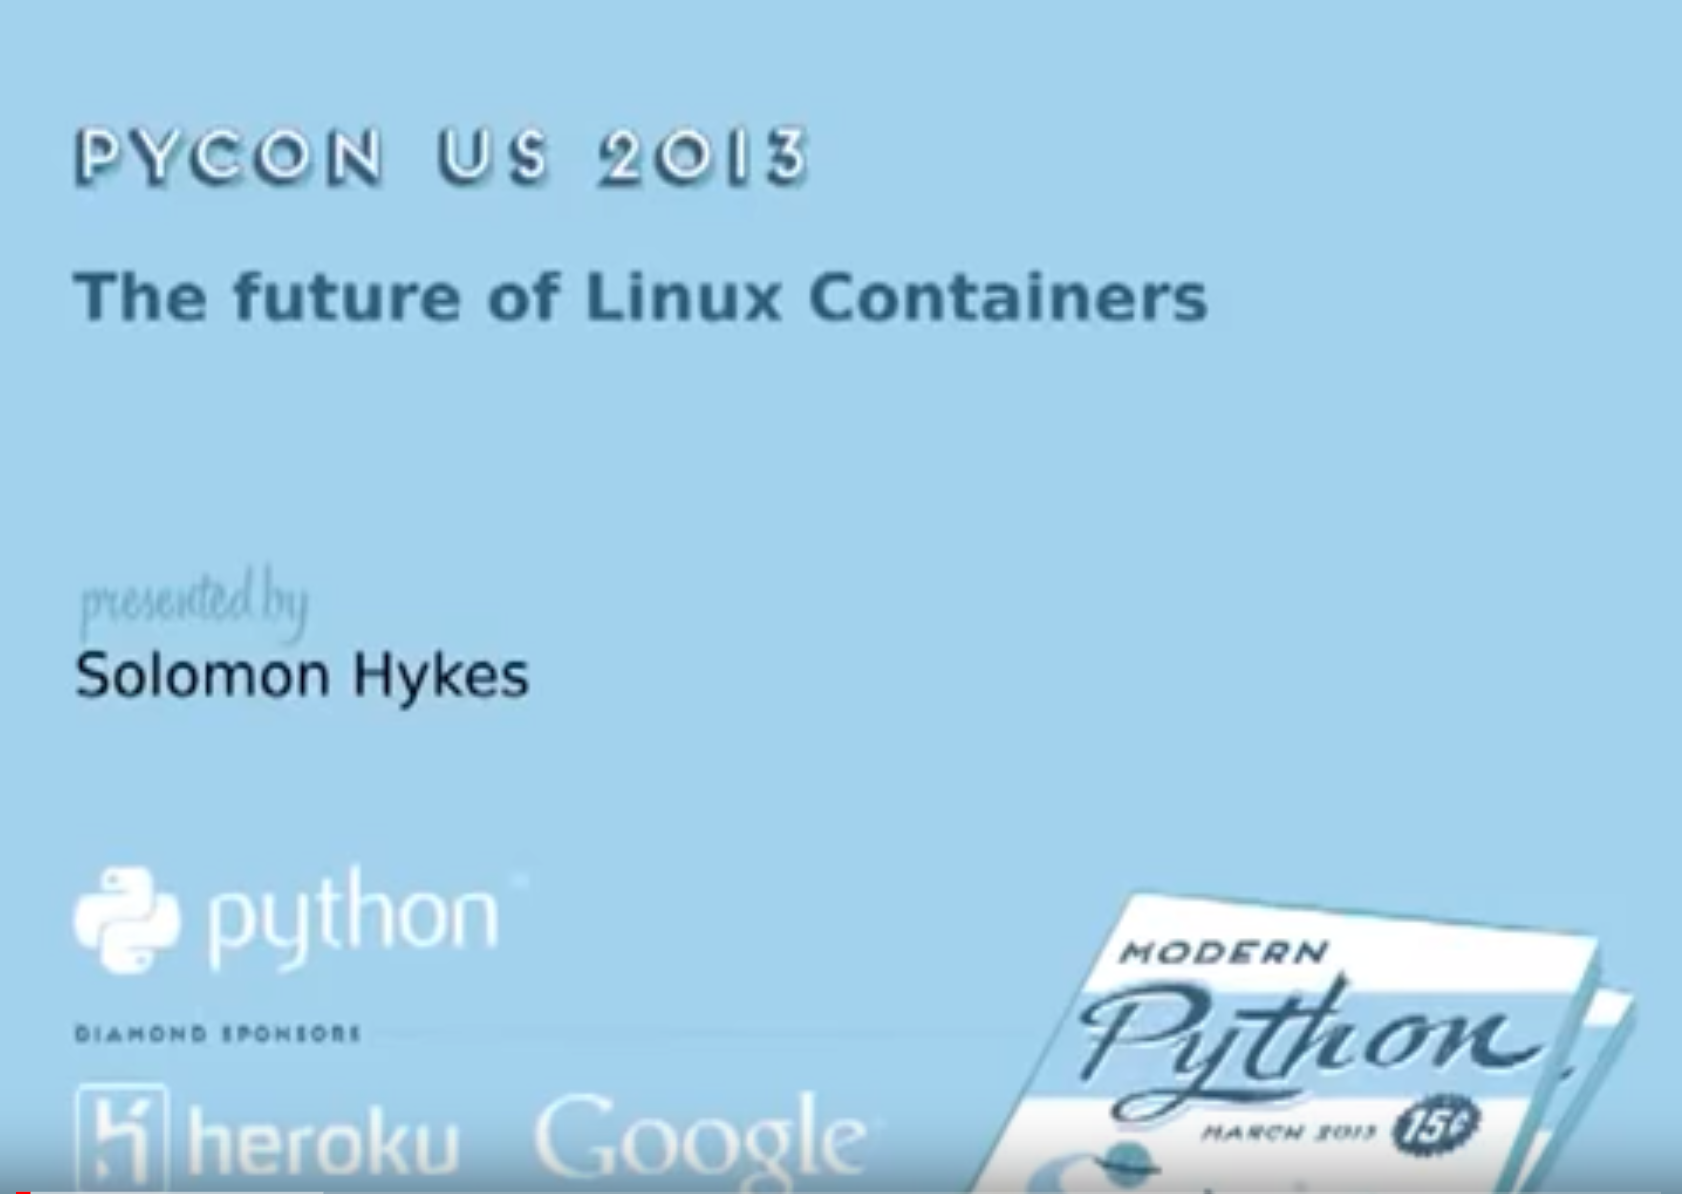 PYCON US 2013
The future of Linux Containers
presented by
Solomon Hykes
python
DIAMOND SPONSORS
heroku Google
MODERN
Python
MARCH 2013 15¢